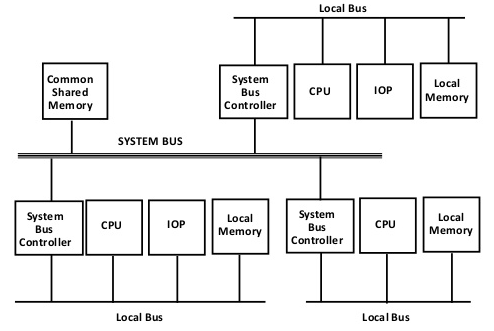 Local Bus
Common
Shared
Memory
System
Bus
Controller
CPU
IOP
Local
Memory
SYSTEM BUS
System
Bus
Controller
CPU
IOP
Local
Memory
System
Bus
Controller
CPU
Local
Memory
Local Bus
Local Bus